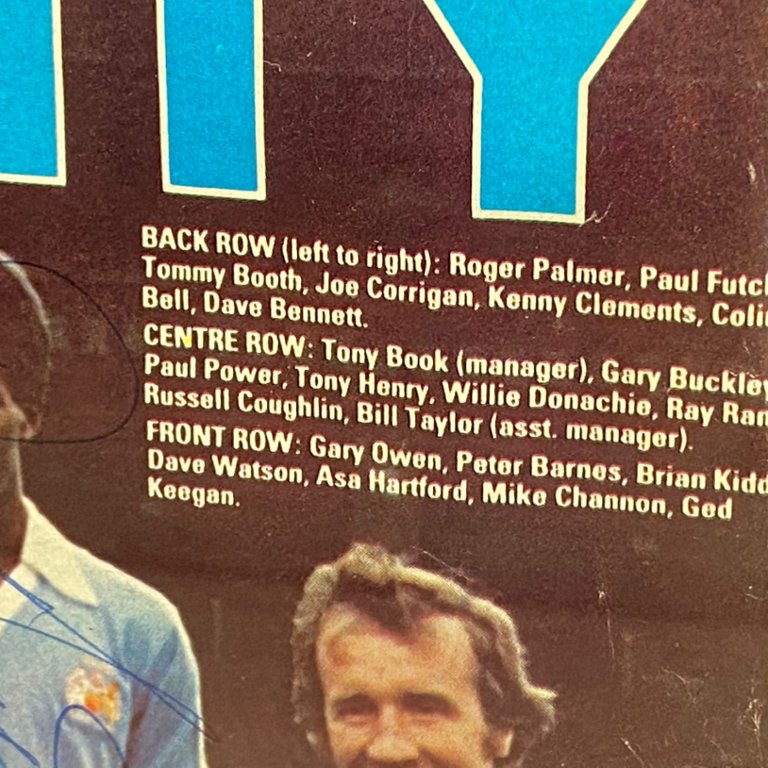 ITY
BACK ROW (left to right): Roger Palmer, Paul Futc
Tommy Booth, Joe Corrigan, Kenny Clements, Coli
Bell, Dave Bennett.
CENTRE ROW: Tony Book (manager), Gary Buckley
Paul Power, Tony Henry, Willie Donachie, Ray Ran
Russell Coughlin, Bill Taylor (asst. manager).
FRONT ROW: Gary Owen, Peter Barnes, Brian Kidd
Dave Watson, Asa Hartford, Mike Channon, Ged
Keegan.